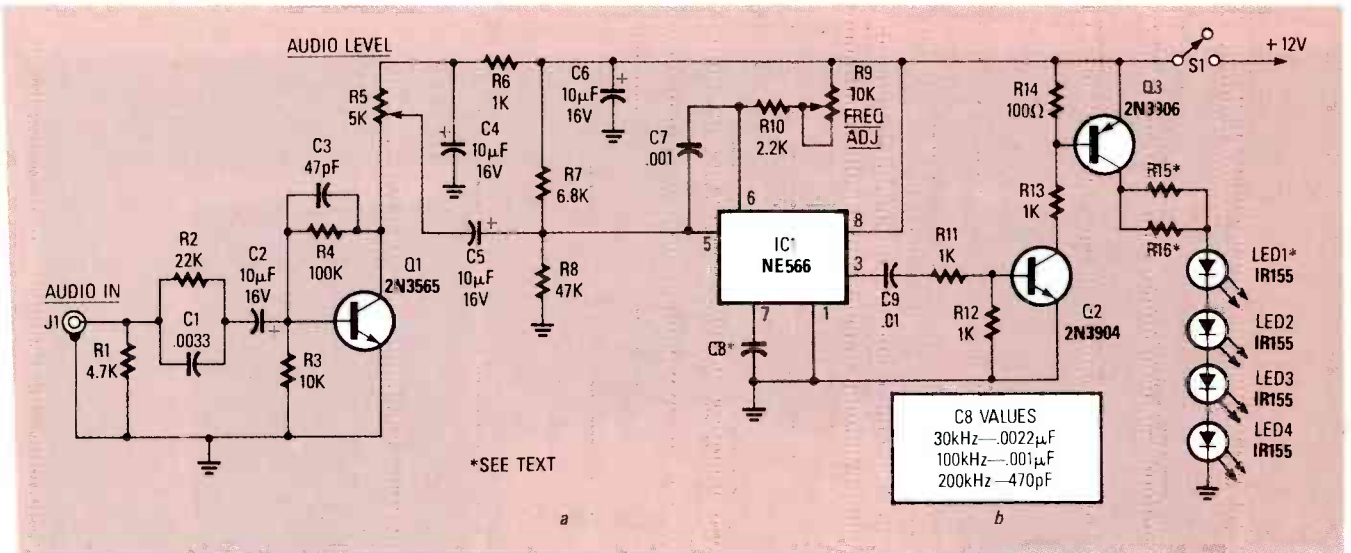 AUDIO LEVEL
R5
5K
R6
1K
C4
10µF
16V
C6
10µF
16V
R9
10K
FREQ
ADJ
R10
2.2K
C7
.001
R7
6.8K
R14
100Ω
S1
+12V
Q3
2N3906
C3
47pF
R4
100K
Q1
2N3565
C5
10µF
16V
R8
47K
6
5
8
3
7
1
IC1
NE566
R11
1K
C9
.01
R12
1K
R13
1K
Q2
2N3904
R15*
R16*
LED1*
IR155
LED2
IR155
LED3
IR155
LED4
IR155
R2
22K
C2
10µF
16V
C1
.0033
AUDIO IN
J1
R1
4.7K
R3
10K
C8*
C8 VALUES
30kHz—.0022µF
100kHz—.001µF
200kHz—470pF
*SEE TEXT
a
b